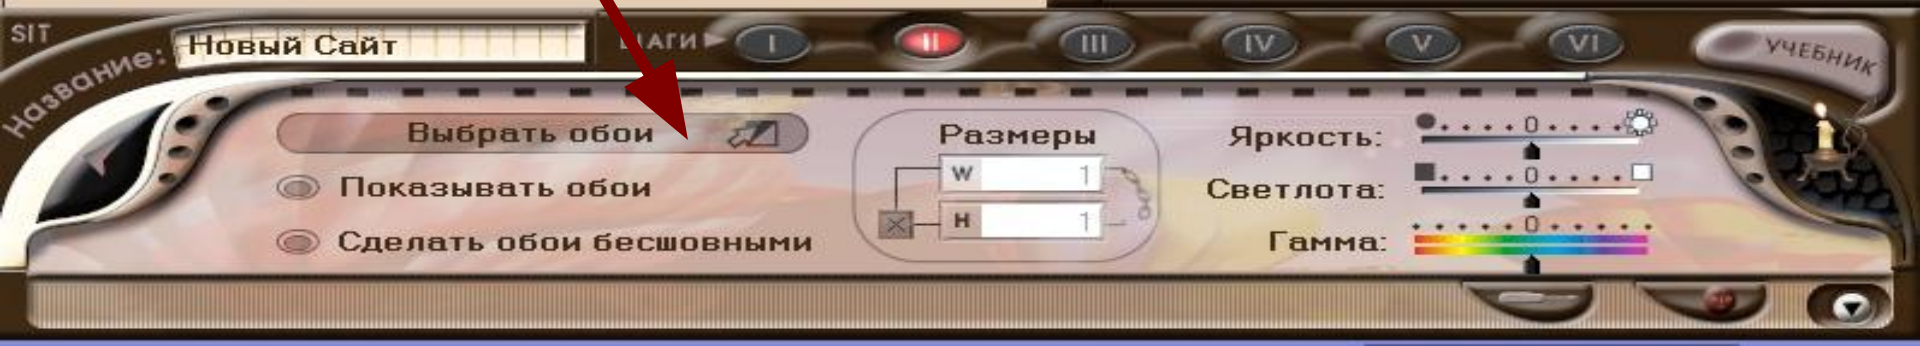 SIT
Название: Новый Сайт
ШАГИ I II III IV V VI
УЧЕБНИК
Выбрать обои
Показывать обои
Сделать обои бесшовными
Размеры
W 1
H 1
Яркость: 0
Светлота: 0
Гамма: 0